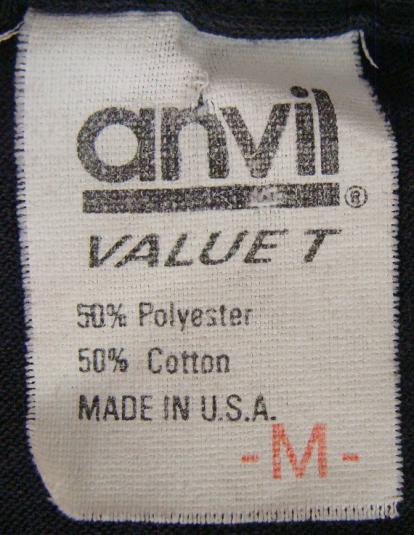 anvil ®
VALUE T
50% Polyester
50% Cotton
MADE IN U.S.A.
-M-